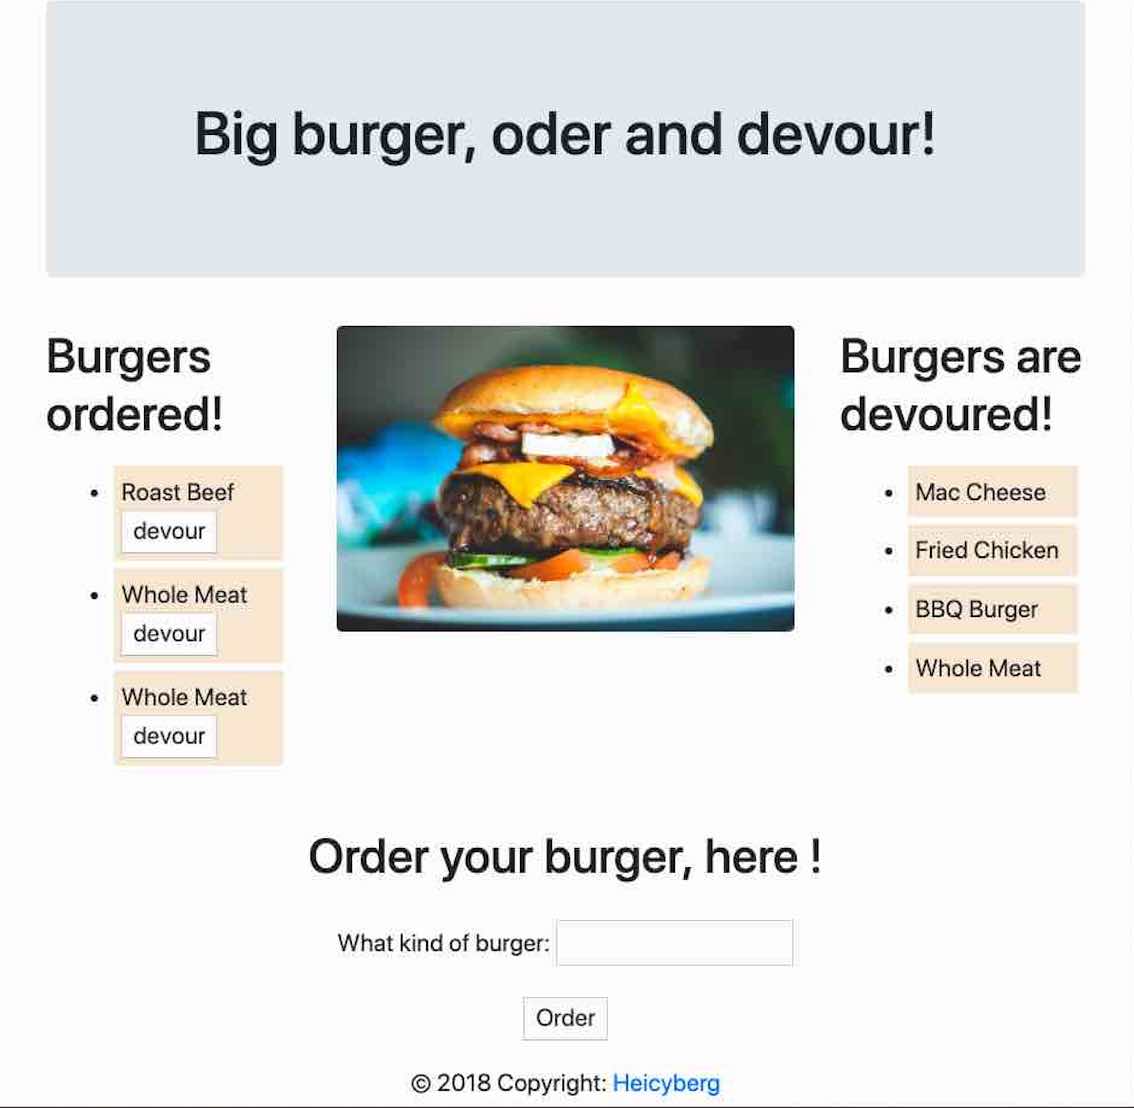 Big burger, oder and devour!
Burgers
ordered!
Roast Beef
devour
Whole Meat
devour
Whole Meat
devour
Burgers are
devoured!
Mac Cheese
Fried Chicken
BBQ Burger
Whole Meat
Order your burger, here !
What kind of burger:
Order
© 2018 Copyright: Heicyberg